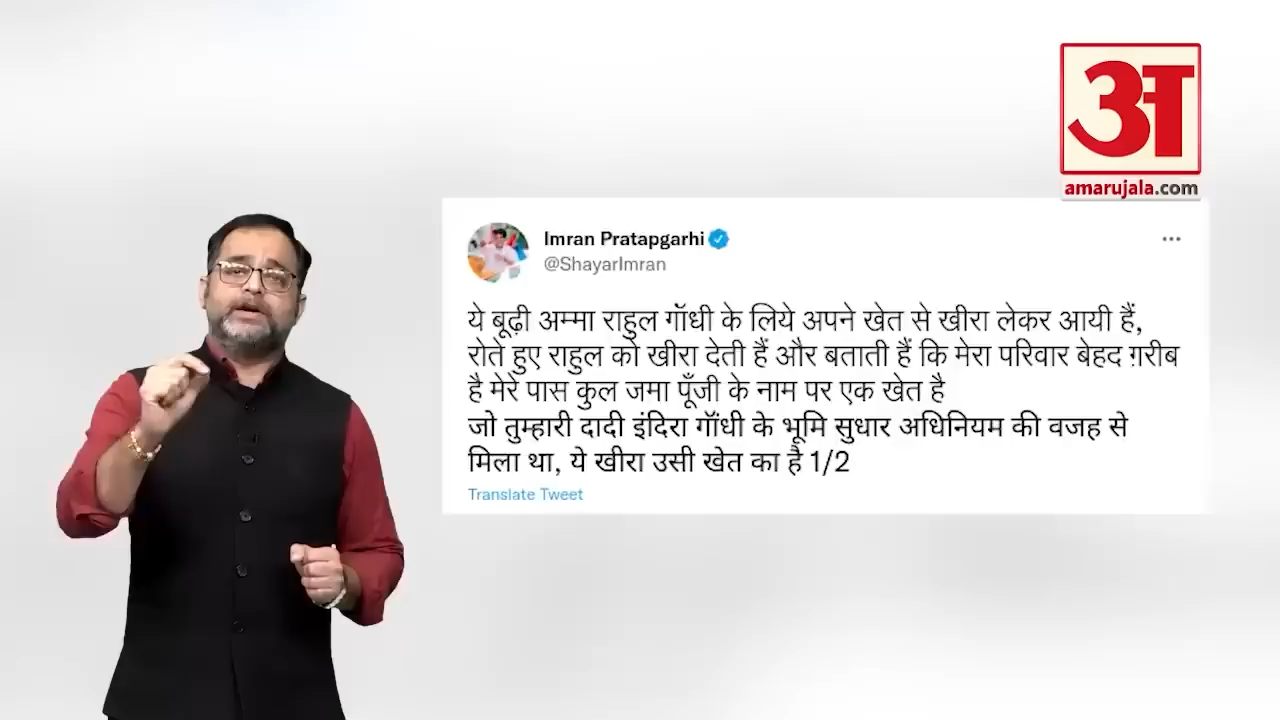 अ
amarujala.com
Imran Pratapgarhi
@ShayarImran
ये बूढ़ी अम्मा राहुल गॉंधी के लिये अपने खेत से खीरा लेकर आयी हैं,
रोते हुए राहुल को खीरा देती हैं और बताती हैं कि मेरा परिवार बेहद ग़रीब
है मेरे पास कुल जमा पूँजी के नाम पर एक खेत है
जो तुम्हारी दादी इंदिरा गॉंधी के भूमि सुधार अधिनियम की वजह से
मिला था, ये खीरा उसी खेत का है 1/2
Translate Tweet